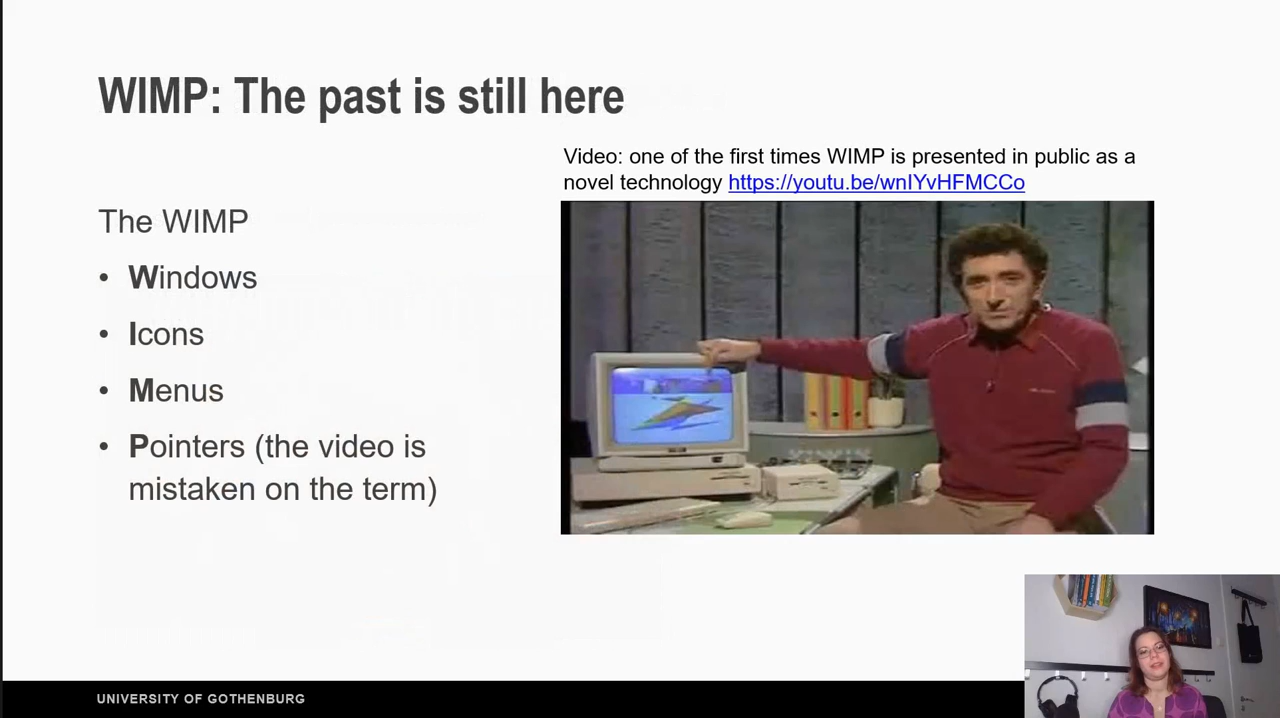 WIMP: The past is still here
Video: one of the first times WIMP is presented in public as a
novel technology https://youtu.be/wnIYvHFMCCo
The WIMP
• Windows
• Icons
• Menus
• Pointers (the video is
mistaken on the term)
UNIVERSITY OF GOTHENBURG